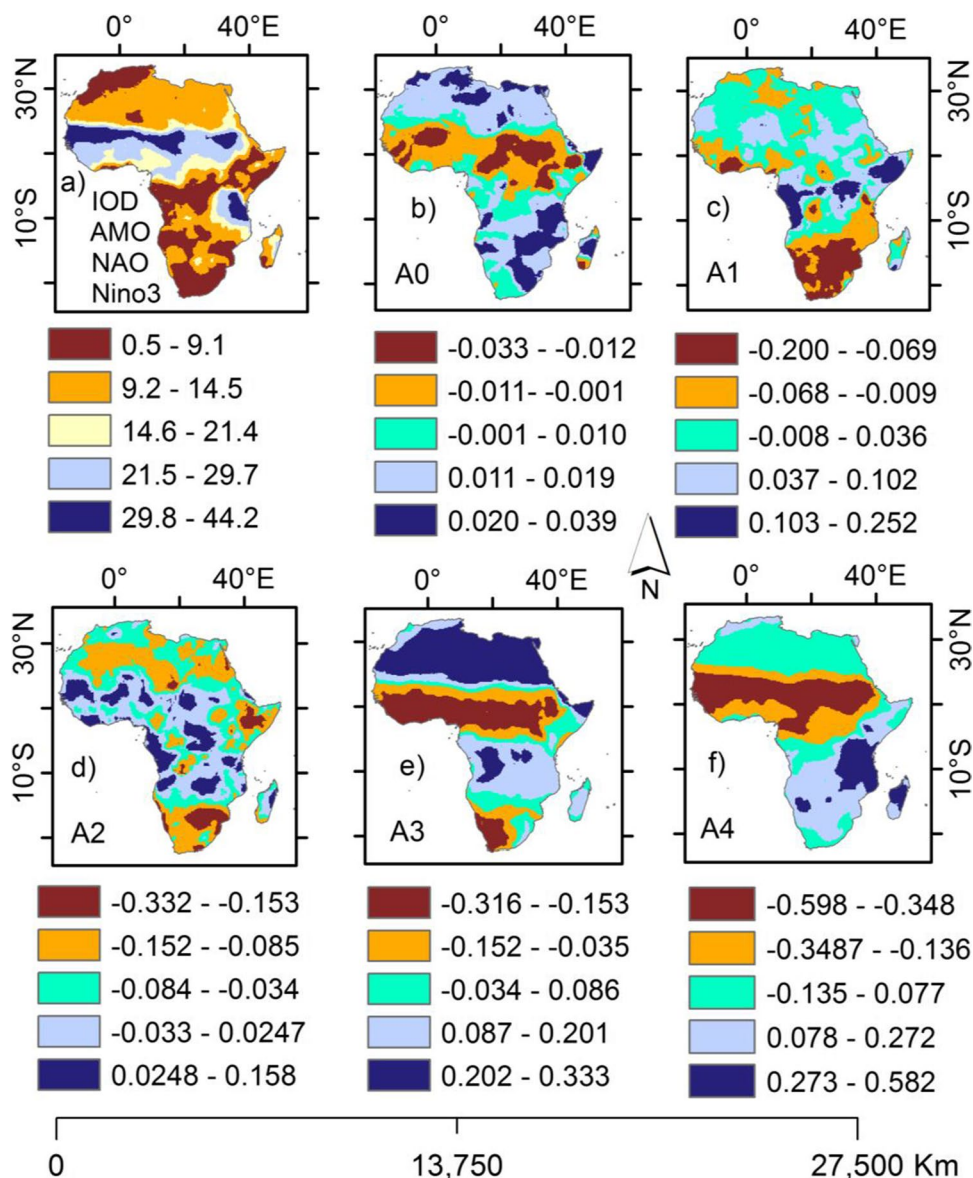 0° 40°E 0° 40°E 0° 40°E
30°N
10°S
30°N
10°S
a)
IOD
AMO
NAO
Nino3
b)
A0
c)
A1
0.5 - 9.1
9.2 - 14.5
14.6 - 21.4
21.5 - 29.7
29.8 - 44.2
-0.033 - -0.012
-0.011- -0.001
-0.001 - 0.010
0.011 - 0.019
0.020 - 0.039
-0.200 - -0.069
-0.068 - -0.009
-0.008 - 0.036
0.037 - 0.102
0.103 - 0.252
N
0° 40°E 0° 40°E 0° 40°E
30°N
10°S
30°N
10°S
d)
A2
e)
A3
f)
A4
-0.332 - -0.153
-0.152 - -0.085
-0.084 - -0.034
-0.033 - 0.0247
0.0248 - 0.158
-0.316 - -0.153
-0.152 - -0.035
-0.034 - 0.086
0.087 - 0.201
0.202 - 0.333
-0.598 - -0.348
-0.3487 - -0.136
-0.135 - 0.077
0.078 - 0.272
0.273 - 0.582
0 13,750 27,500 Km